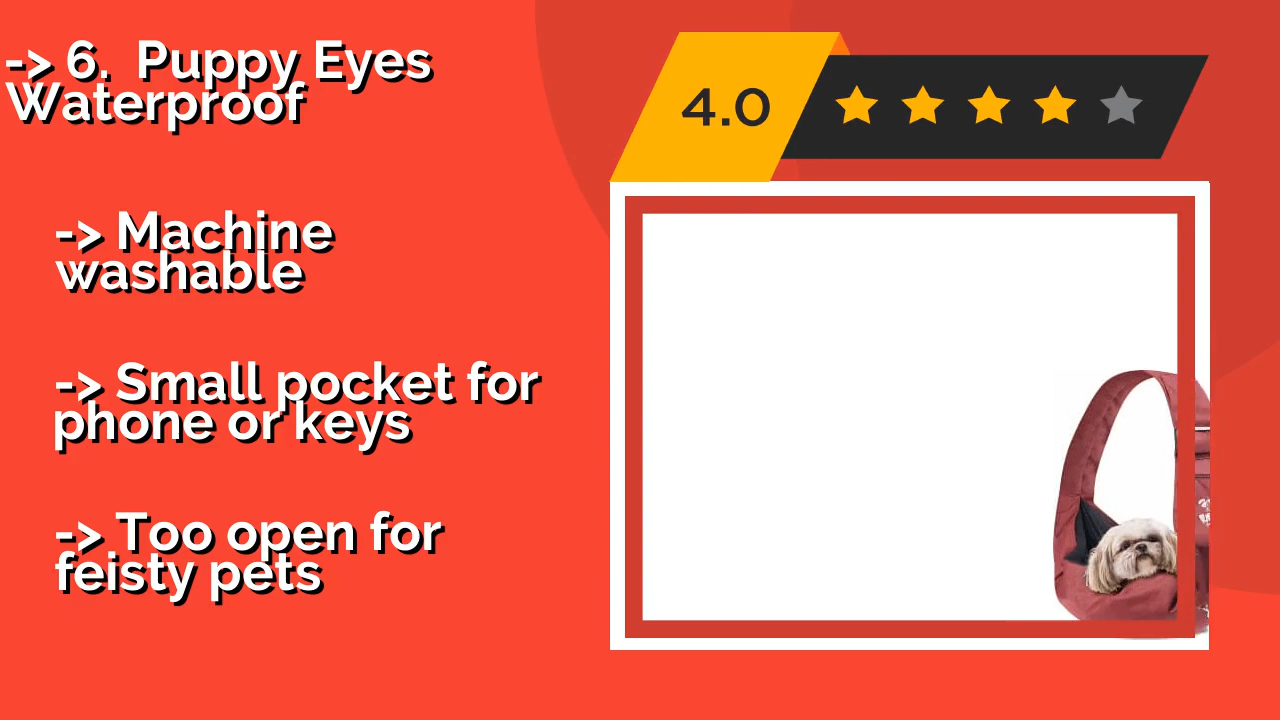 -> 6.  Puppy Eyes
Waterproof
4.0
-> Machine
washable
-> Small pocket for
phone or keys
-> Too open for
feisty pets